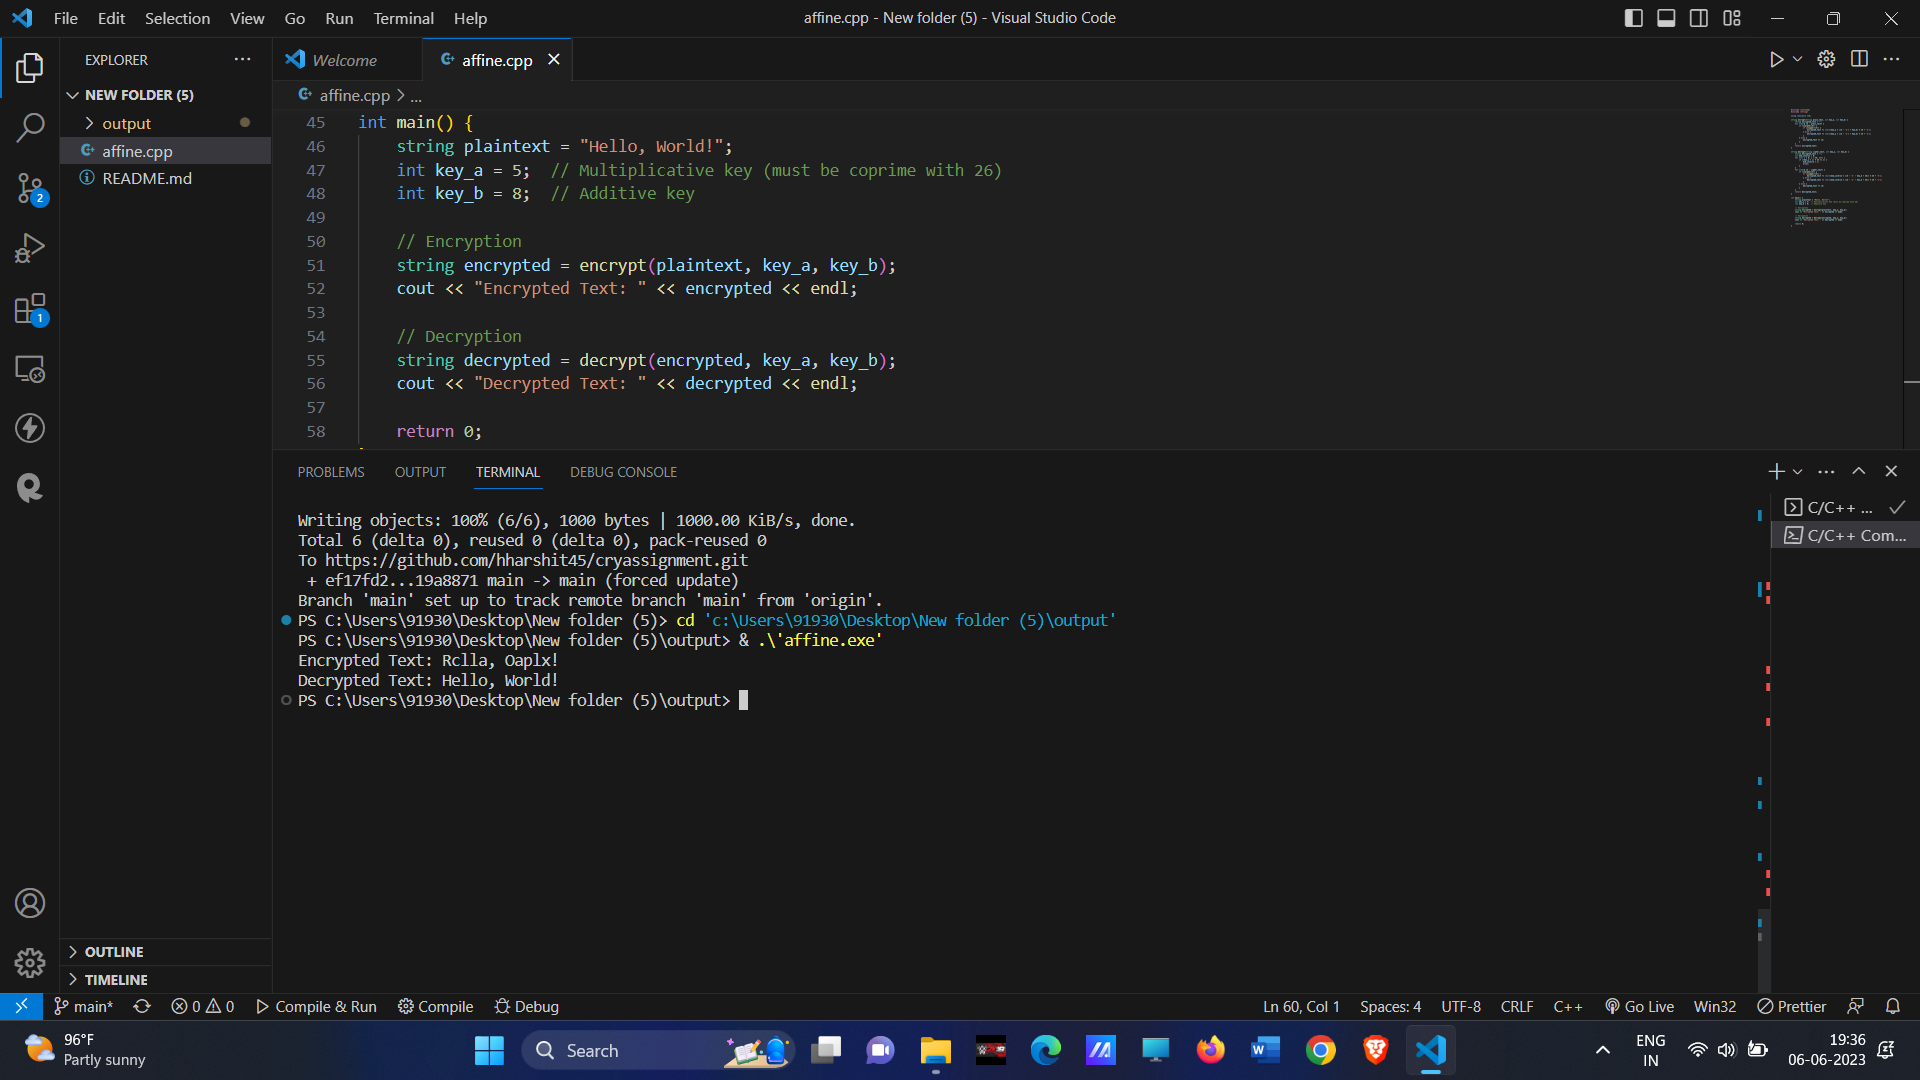 File Edit Selection View Go Run Terminal Help
affine.cpp - New folder (5) - Visual Studio Code
EXPLORER
NEW FOLDER (5)
output
affine.cpp
README.md
2
1
OUTLINE
TIMELINE
Welcome
affine.cpp
affine.cpp > ...
45 int main() {
46 string plaintext = "Hello, World!";
47 int key_a = 5; // Multiplicative key (must be coprime with 26)
48 int key_b = 8; // Additive key
49
50 // Encryption
51 string encrypted = encrypt(plaintext, key_a, key_b);
52 cout << "Encrypted Text: " << encrypted << endl;
53
54 // Decryption
55 string decrypted = decrypt(encrypted, key_a, key_b);
56 cout << "Decrypted Text: " << decrypted << endl;
57
58 return 0;
PROBLEMS OUTPUT TERMINAL DEBUG CONSOLE
Writing objects: 100% (6/6), 1000 bytes | 1000.00 KiB/s, done.
Total 6 (delta 0), reused 0 (delta 0), pack-reused 0
To https://github.com/hharshit45/cryassignment.git
+ ef17fd2...19a8871 main -> main (forced update)
Branch 'main' set up to track remote branch 'main' from 'origin'.
PS C:\Users\91930\Desktop\New folder (5)> cd 'c:\Users\91930\Desktop\New folder (5)\output'
PS C:\Users\91930\Desktop\New folder (5)\output> & .\'affine.exe'
Encrypted Text: Rclla, Oaplx!
Decrypted Text: Hello, World!
PS C:\Users\91930\Desktop\New folder (5)\output>
C/C++ ...
C/C++ Com...
main* 0 0 Compile & Run Compile Debug
Ln 60, Col 1 Spaces: 4 UTF-8 CRLF C++ Go Live Win32 Prettier
96°F
Partly sunny
Search
ENG
IN
19:36
06-06-2023